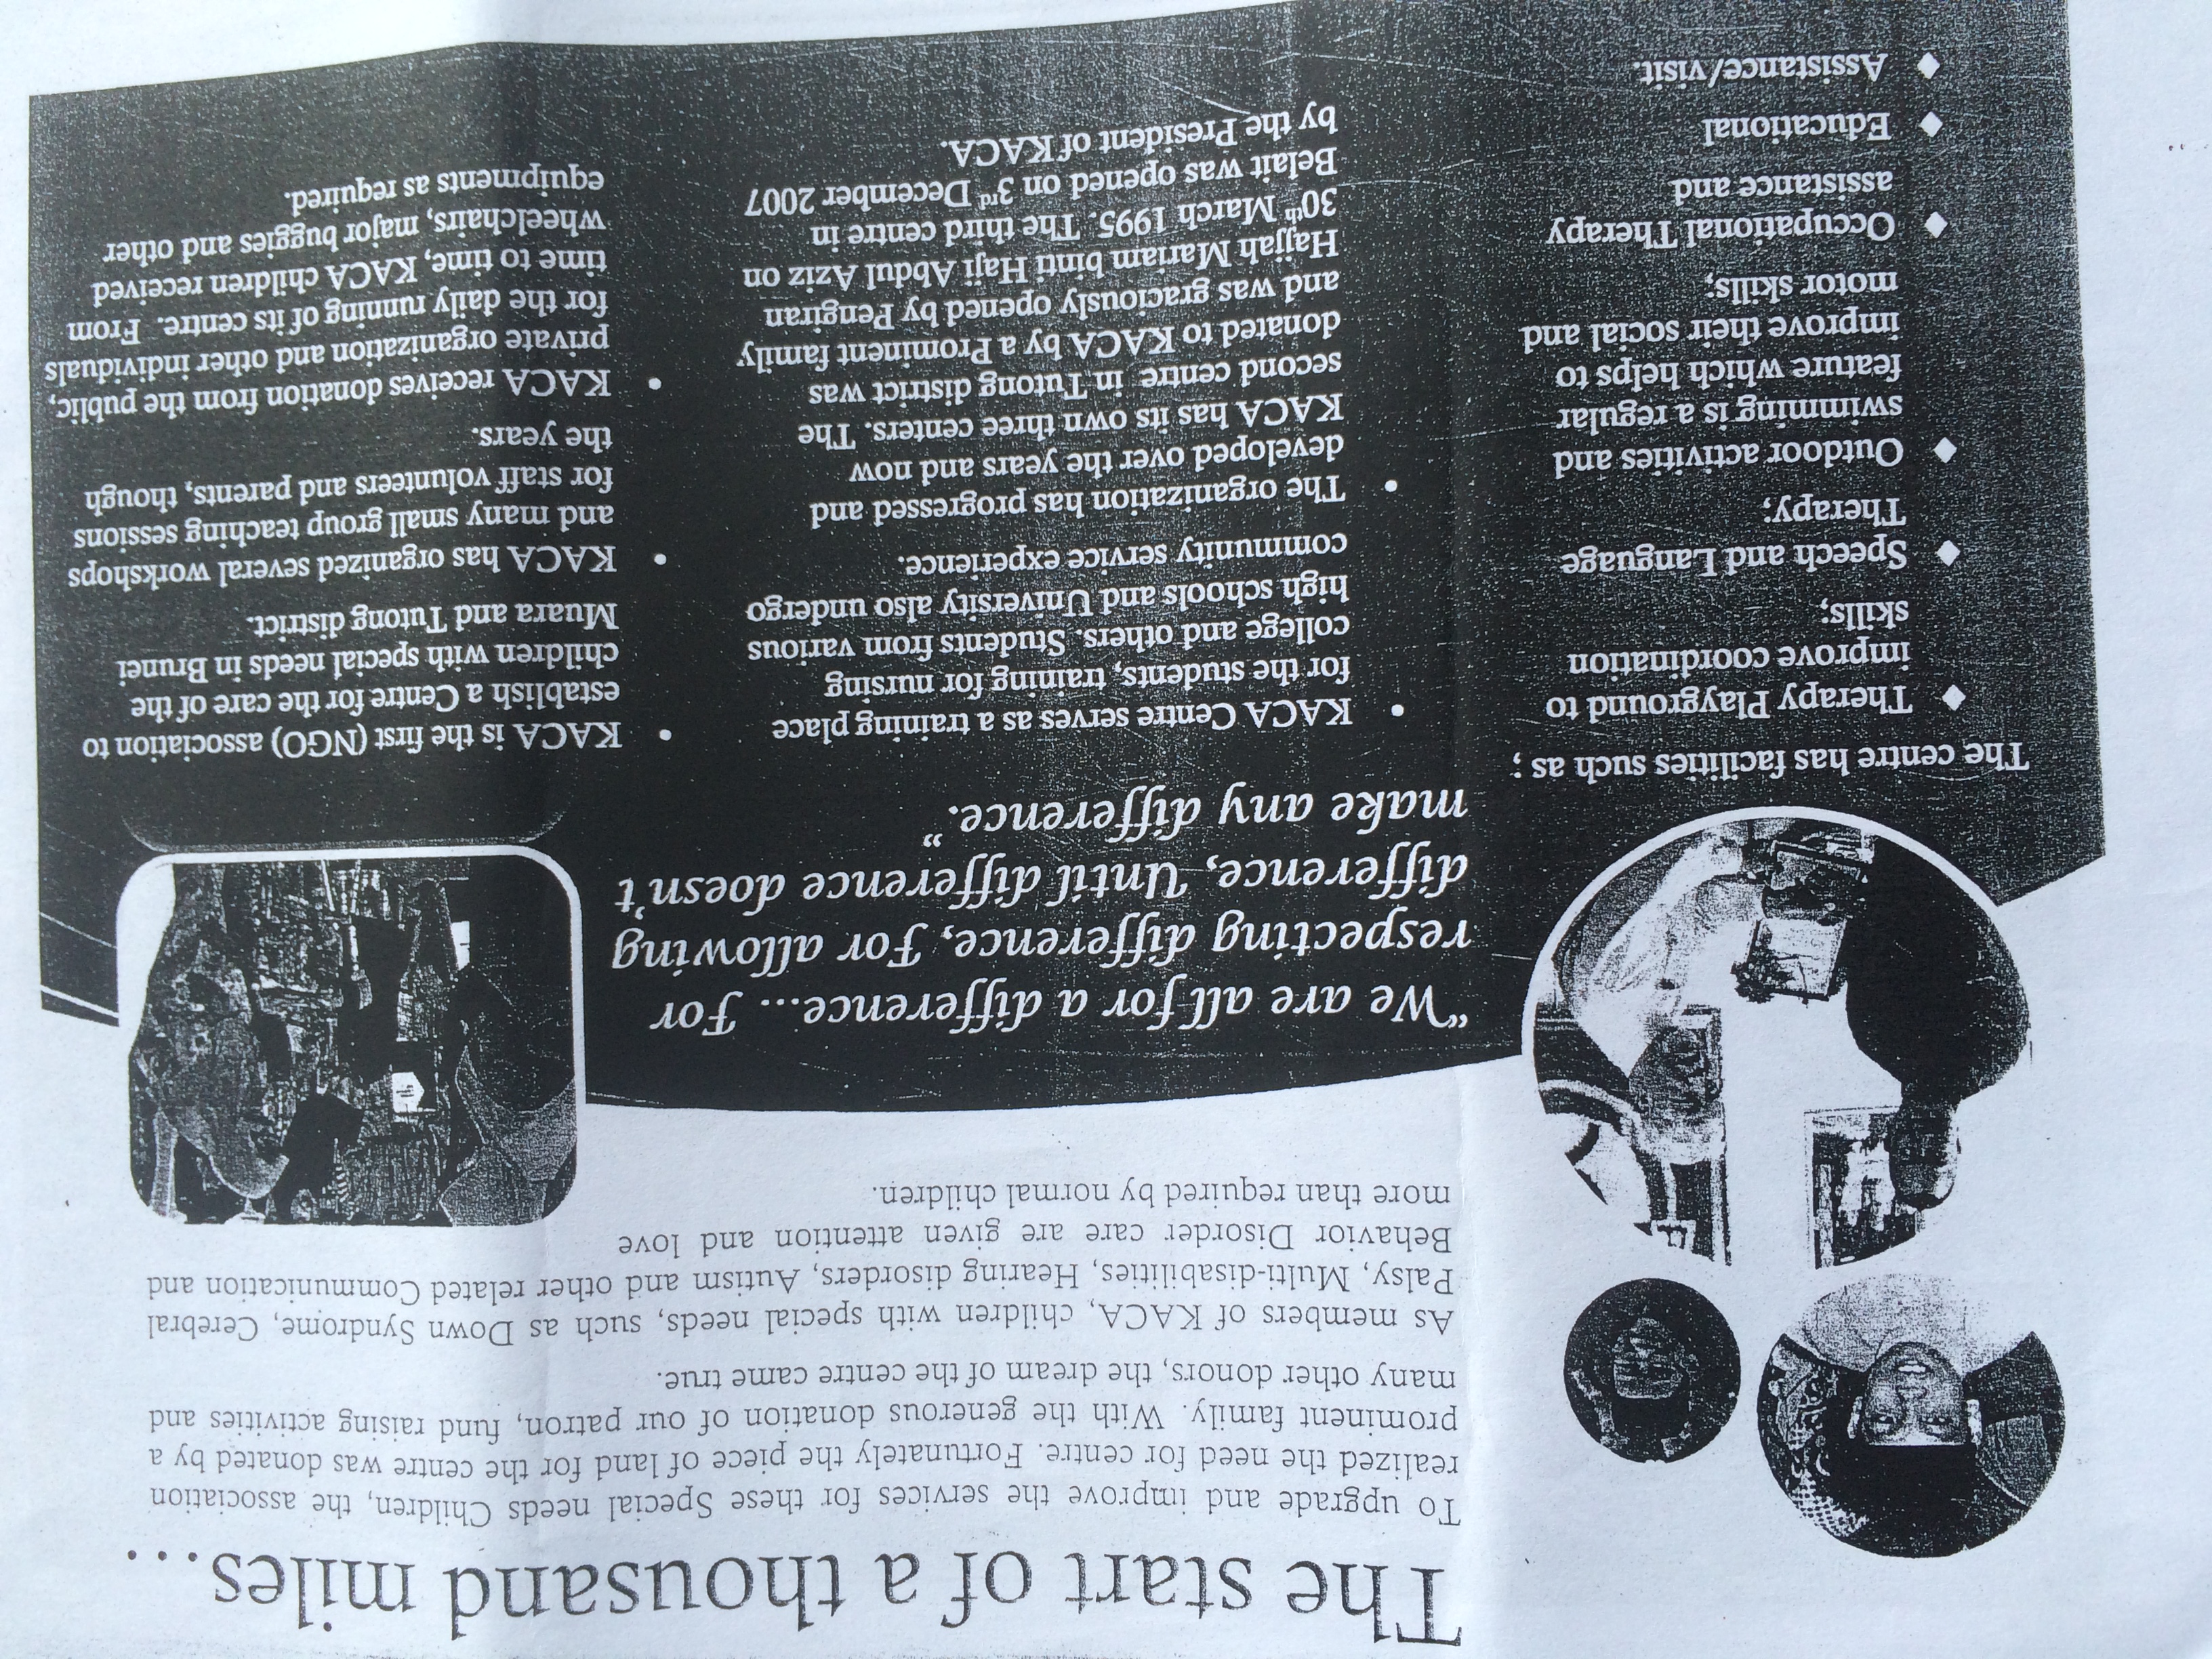 The start of a thousand miles...
To upgrade and improve the services for these Special needs Children, the association
realized the need for centre. Fortunately the piece of land for the centre was donated by a
prominent family. With the generous donation of our patron, fund raising activities and
many other donors, the dream of the centre came true.
As members of KACA, children with special needs, such as Down Syndrome, Cerebral
Palsy, Multi-disabilities, Hearing disorders, Autism and other related Communication and
Behavior Disorder care are given attention and love
more than required by normal children.
“We are all for a difference... For
respecting difference, For allowing
difference, Until difference doesn’t
make any difference.”
The centre has facilities such as ;
◆ Therapy Playground to
improve coordination
skills;
◆ Speech and Language
Therapy;
◆ Outdoor activities and
swimming is a regular
feature which helps to
improve their social and
motor skills;
◆ Occupational Therapy
assistance and
◆ Educational
◆ Assistance/visit.
• KACA Centre serves as a training place
for the students, training for nursing
college and others. Students from various
high schools and University also undergo
community service experience.
• The organization has progressed and
developed over the years and now
KACA has its own three centers. The
second centre in Tutong district was
donated to KACA by a Prominent family
and was graciously opened by Pengiran
Hajjah Mariam binti Haji Abdul Aziz on
30th March 1995. The third centre in
Belait was opened on 3rd December 2007
by the President of KACA.
• KACA is the first (NGO) association to
establish a Centre for the care of the
children with special needs in Brunei
Muara and Tutong district.
• KACA has organized several workshops
and many small group teaching sessions
for staff volunteers and parents, though
the years.
• KACA receives donation from the public,
private organization and other individuals
for the daily running of its centre. From
time to time, KACA children received
wheelchairs, major buggies and other
equipments as required.